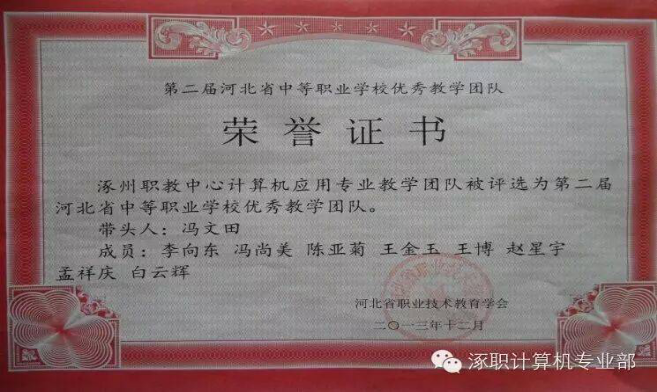 第二届河北省中等职业学校优秀教学团队
荣誉证书
涿州职教中心计算机应用专业教学团队被评选为第二届
河北省中等职业学校优秀教学团队。
带头人：冯文田
成员：李向东 冯尚美 陈亚菊 王金玉 王博 赵星宇
孟祥庆 白云辉
河北省职业技术教育学会
二〇一三年十二月
涿职计算机专业部